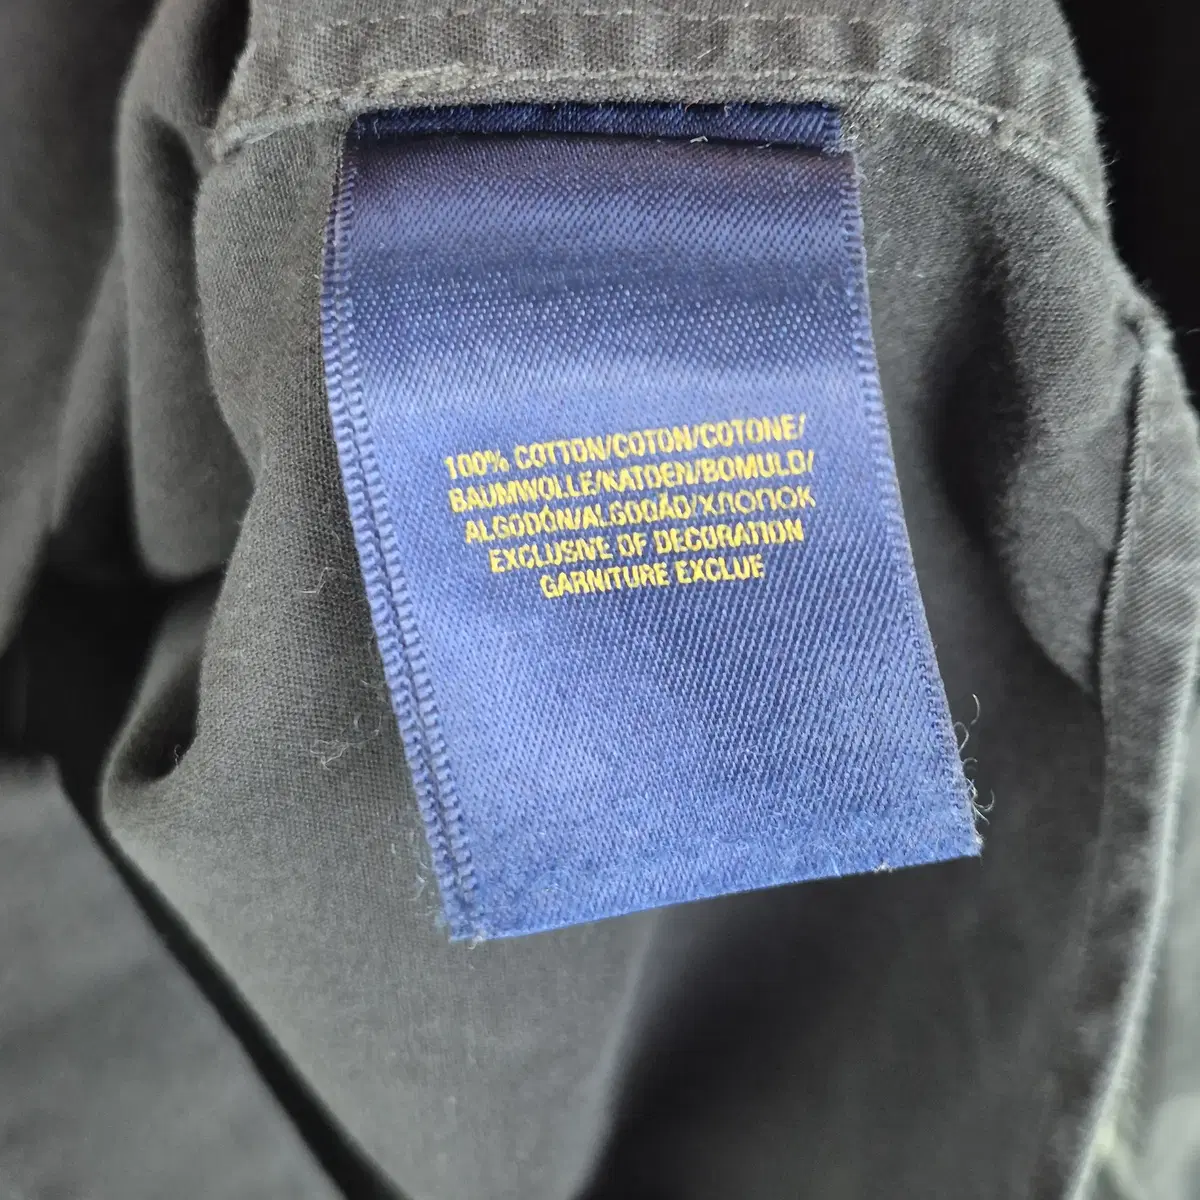 100% COTTON/COTON/COTONE/
BAUMWOLLE/KATOEN/BOMULD/
ALGODÓN/ALGODÃO/ХЛОПОК
EXCLUSIVE OF DECORATION
GARNITURE EXCLUE